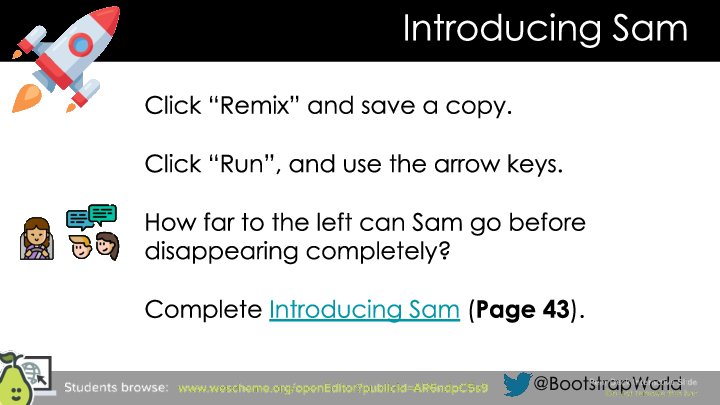 Introducing Sam
Click “Remix” and save a copy.
Click “Run”, and use the arrow keys.
How far to the left can Sam go before
disappearing completely?
Complete Introducing Sam (Page 43).
Students browse: www.wescheme.org/openEditor?publicId=
@BootstrapWorld